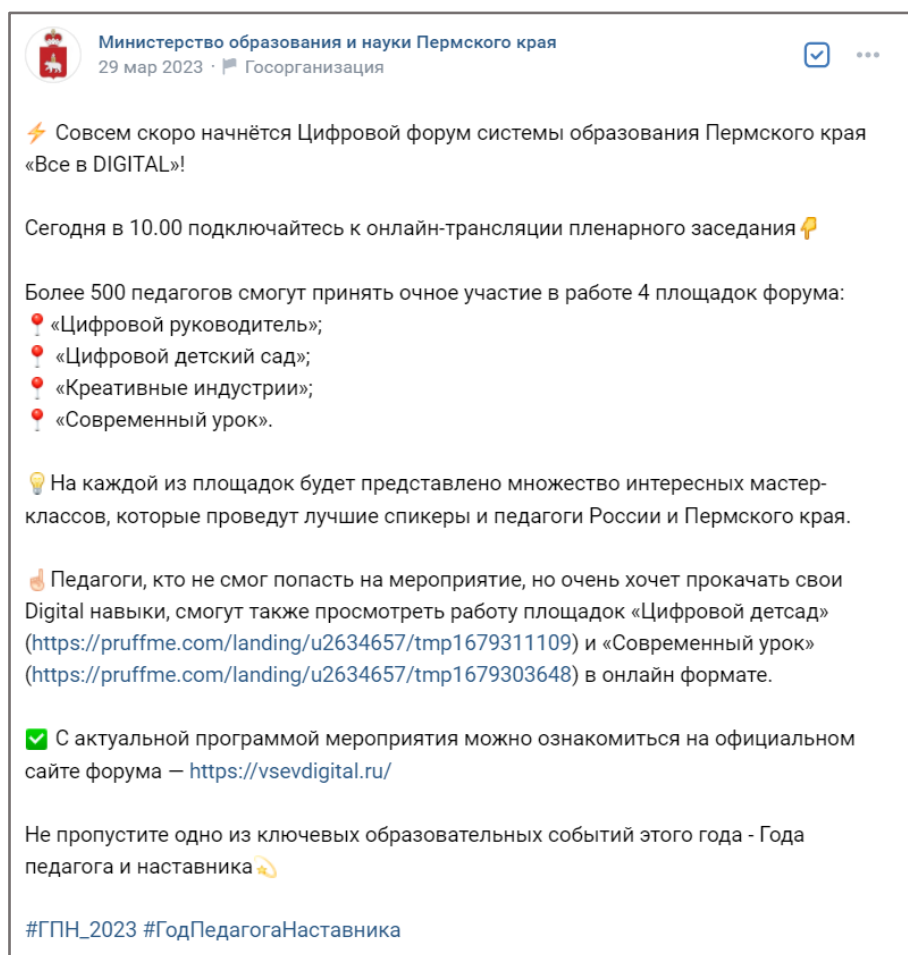 Министерство образования и науки Пермского края
29 мар 2023 · Госорганизация
⚡ Совсем скоро начнётся Цифровой форум системы образования Пермского края
«Все в DIGITAL»!
Сегодня в 10.00 подключайтесь к онлайн-трансляции пленарного заседания👇
Более 500 педагогов смогут принять очное участие в работе 4 площадок форума:
📍«Цифровой руководитель»;
📍 «Цифровой детский сад»;
📍 «Креативные индустрии»;
📍 «Современный урок».
💡На каждой из площадок будет представлено множество интересных мастер-
классов, которые проведут лучшие спикеры и педагоги России и Пермского края.
☝🏻Педагоги, кто не смог попасть на мероприятие, но очень хочет прокачать свои
Digital навыки, смогут также просмотреть работу площадок «Цифровой детсад»
(https://pruffme.com/landing/u2634657/tmp1679311109) и «Современный урок»
(https://pruffme.com/landing/u2634657/tmp1679303648) в онлайн формате.
✅ С актуальной программой мероприятия можно ознакомиться на официальном
сайте форума — https://vsevdigital.ru/
Не пропустите одно из ключевых образовательных событий этого года - Года
педагога и наставника💫
#ГПН_2023 #ГодПедагогаНаставника